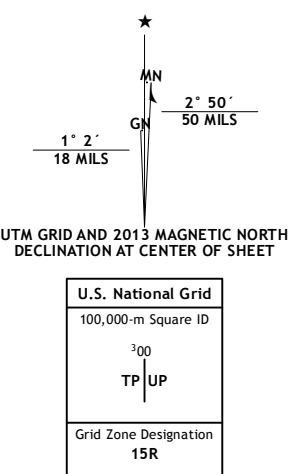 ★
MN
2° 50´
50 MILS
GN
1° 2´
18 MILS
UTM GRID AND 2013 MAGNETIC NORTH
DECLINATION AT CENTER OF SHEET
U.S. National Grid
100,000-m Square ID
³00
TP UP
Grid Zone Designation
15R